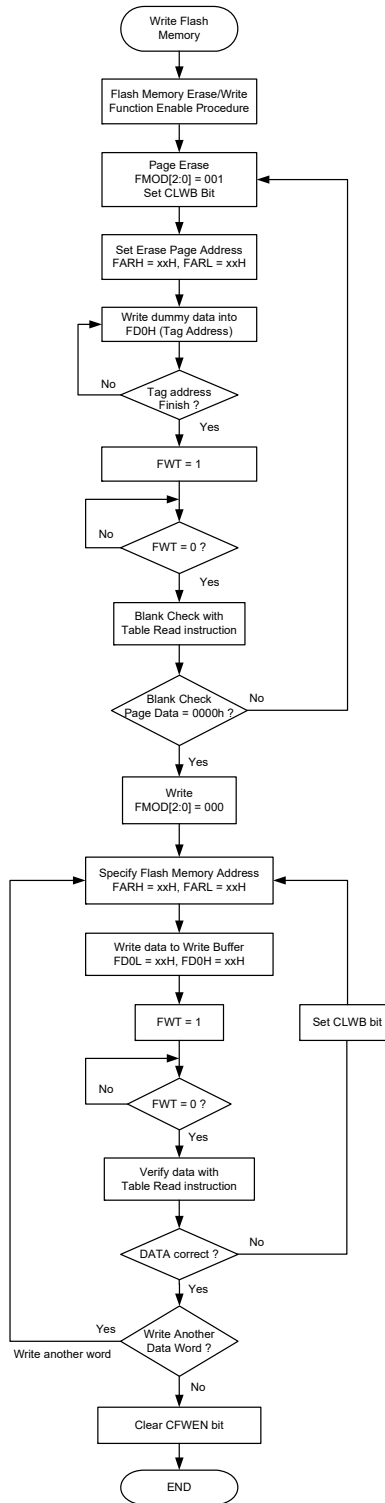 Write Flash
Memory
Flash Memory Erase/Write
Function Enable Procedure
Page Erase
FMOD[2:0] = 001
Set CLWB Bit
Set Erase Page Address
FARH = xxH, FARL = xxH
Write dummy data into
FD0H (Tag Address)
No
Tag address
Finish ?
Yes
FWT = 1
No
FWT = 0 ?
Yes
Blank Check with
Table Read instruction
Blank Check
Page Data = 0000h ?
No
Yes
Write
FMOD[2:0] = 000
Specify Flash Memory Address
FARH = xxH, FARL = xxH
Write data to Write Buffer
FD0L = xxH, FD0H = xxH
FWT = 1
Set CLWB bit
No
FWT = 0 ?
Yes
Verify data with
Table Read instruction
DATA correct ?
No
Yes
Yes
Write another word
Write Another
Data Word ?
No
Clear CFWEN bit
END